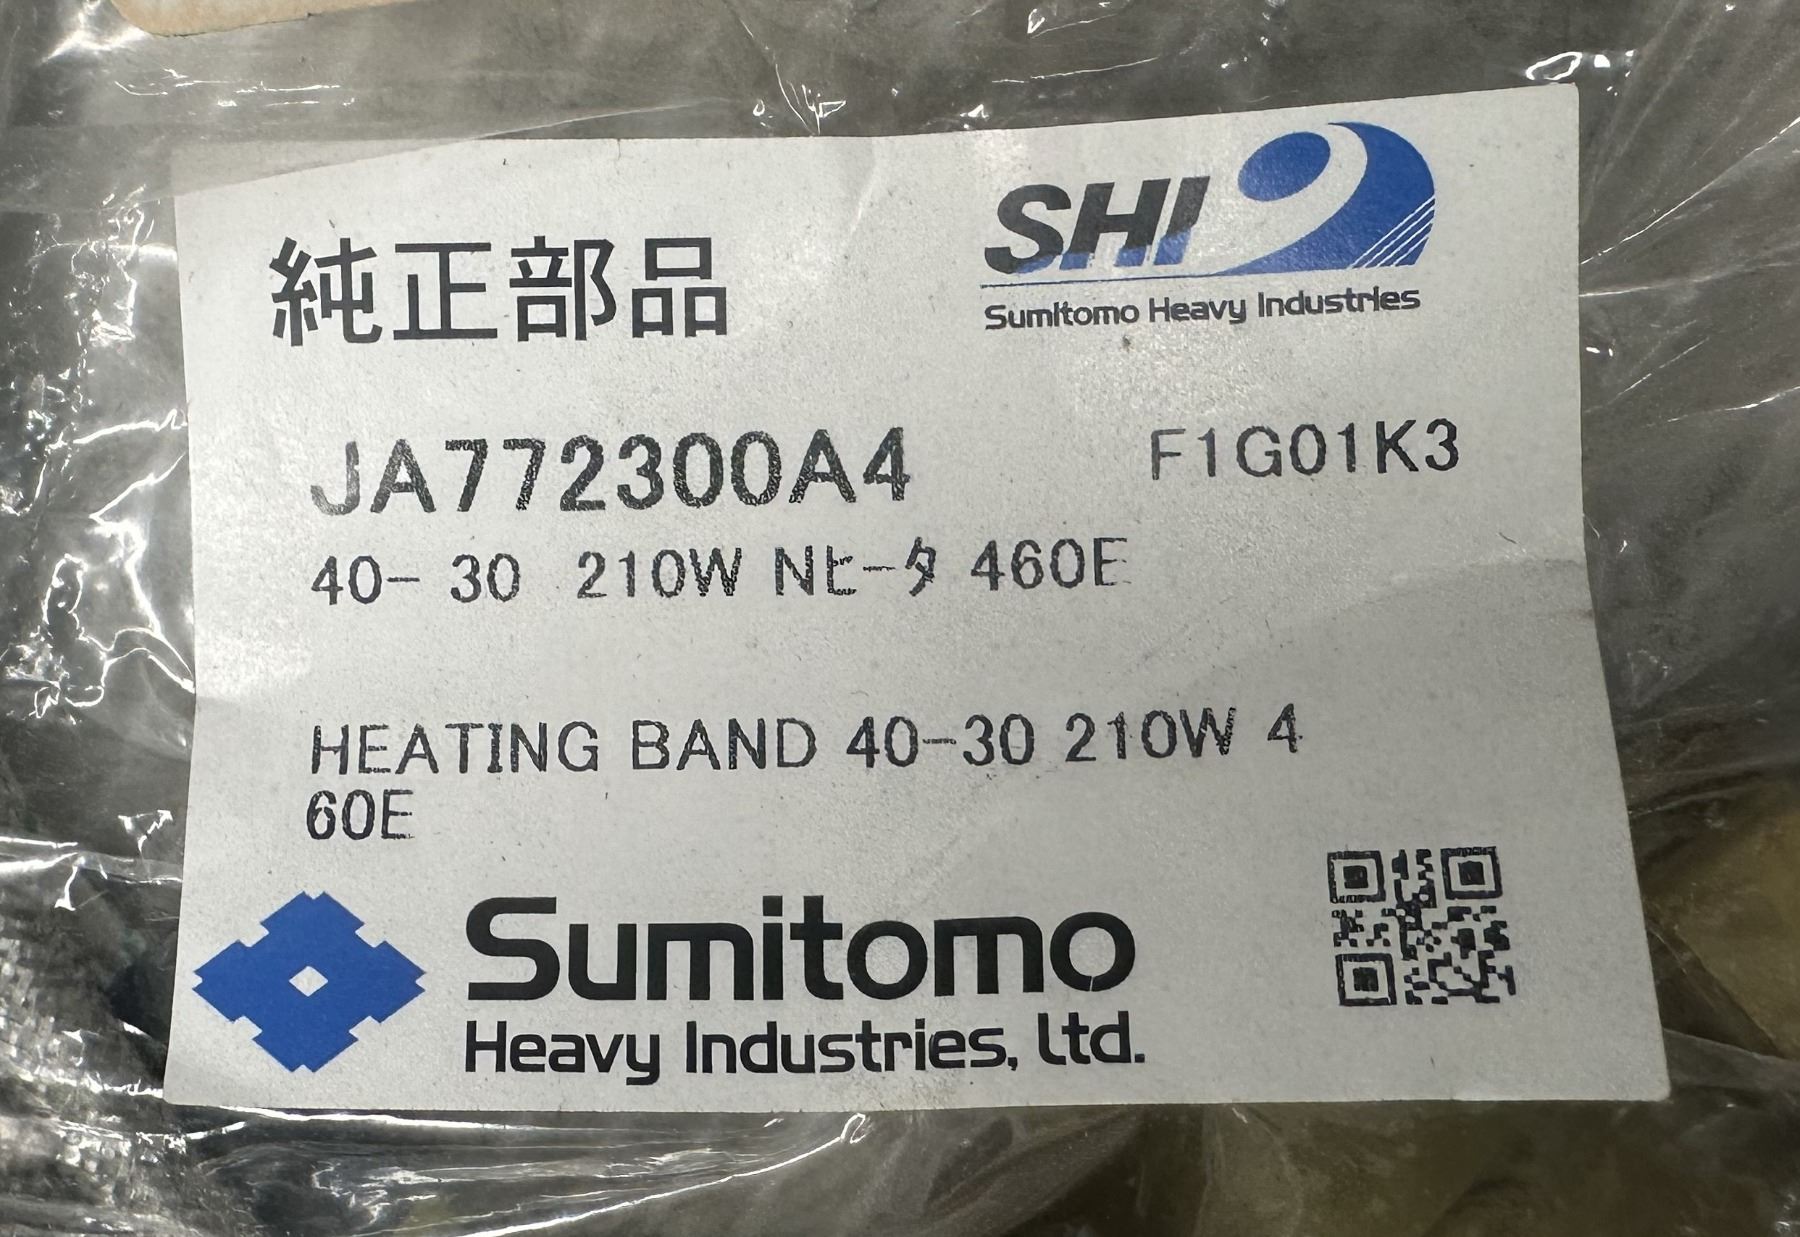 純正部品
SHI
Sumitomo Heavy Industries
JA772300A4 F1G01K3
40- 30 210W Nヒータ 460E
HEATING BAND 40-30 210W 4
60E
Sumitomo
Heavy Industries, Ltd.